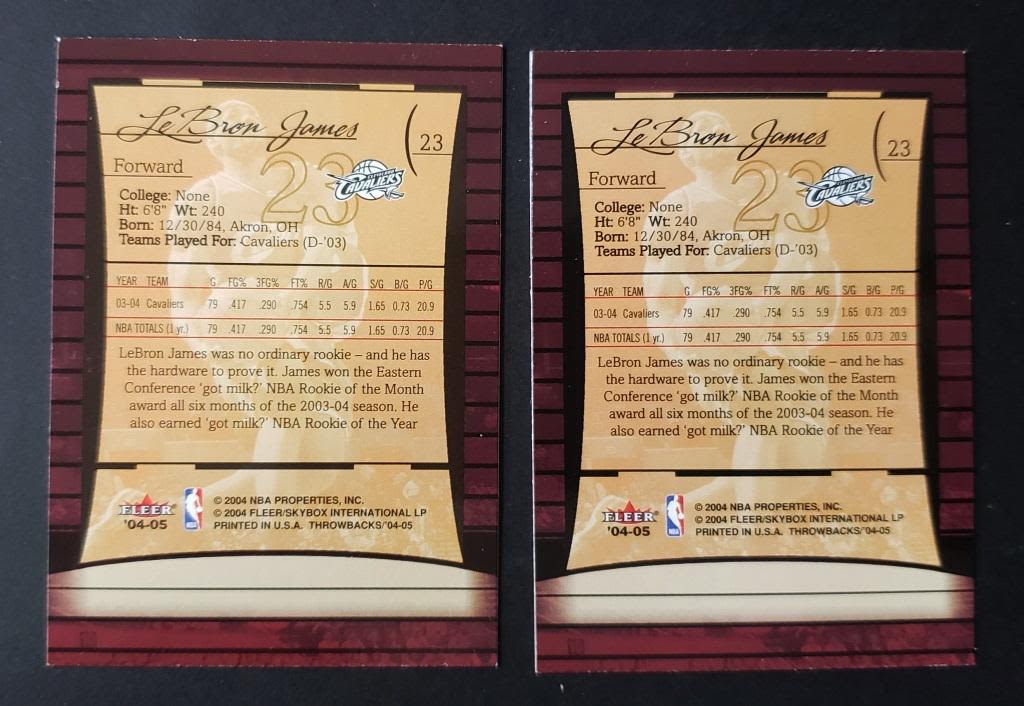 LeBron James
23
Forward
23
CLEVELAND
CAVALIERS
College: None
Ht: 6'8" Wt: 240
Born: 12/30/84, Akron, OH
Teams Played For: Cavaliers (D-'03)
YEAR TEAM G FG% 3FG% FT% R/G A/G S/G B/G P/G
03-04 Cavaliers 79 .417 .290 .754 5.5 5.9 1.65 0.73 20.9
NBA TOTALS (1 yr.) 79 .417 .290 .754 5.5 5.9 1.65 0.73 20.9
LeBron James was no ordinary rookie – and he has
the hardware to prove it. James won the Eastern
Conference 'got milk?' NBA Rookie of the Month
award all six months of the 2003-04 season. He
also earned 'got milk?' NBA Rookie of the Year
FLEER
'04-05
NBA
© 2004 NBA PROPERTIES, INC.
© 2004 FLEER/SKYBOX INTERNATIONAL LP
PRINTED IN U.S.A. THROWBACKS/'04-05
LeBron James
23
Forward
23
CLEVELAND
CAVALIERS
College: None
Ht: 6'8" Wt: 240
Born: 12/30/84, Akron, OH
Teams Played For: Cavaliers (D-'03)
YEAR TEAM G FG% 3FG% FT% R/G A/G S/G B/G P/G
03-04 Cavaliers 79 .417 .290 .754 5.5 5.9 1.65 0.73 20.9
NBA TOTALS (1 yr.) 79 .417 .290 .754 5.5 5.9 1.65 0.73 20.9
LeBron James was no ordinary rookie – and he has
the hardware to prove it. James won the Eastern
Conference 'got milk?' NBA Rookie of the Month
award all six months of the 2003-04 season. He
also earned 'got milk?' NBA Rookie of the Year
FLEER
'04-05
NBA
© 2004 NBA PROPERTIES, INC.
© 2004 FLEER/SKYBOX INTERNATIONAL LP
PRINTED IN U.S.A. THROWBACKS/'04-05